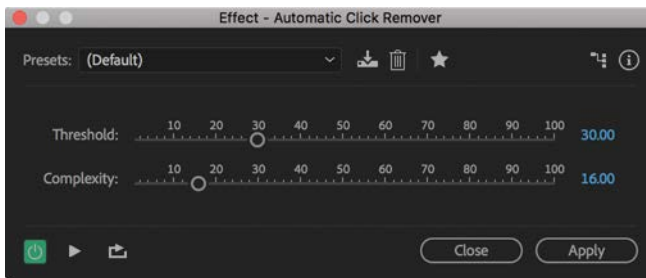 Effect - Automatic Click Remover
Presets: (Default)
10 20 30 40 50 60 70 80 90 100
Threshold: 30.00
10 20 30 40 50 60 70 80 90 100
Complexity: 16.00
Close Apply